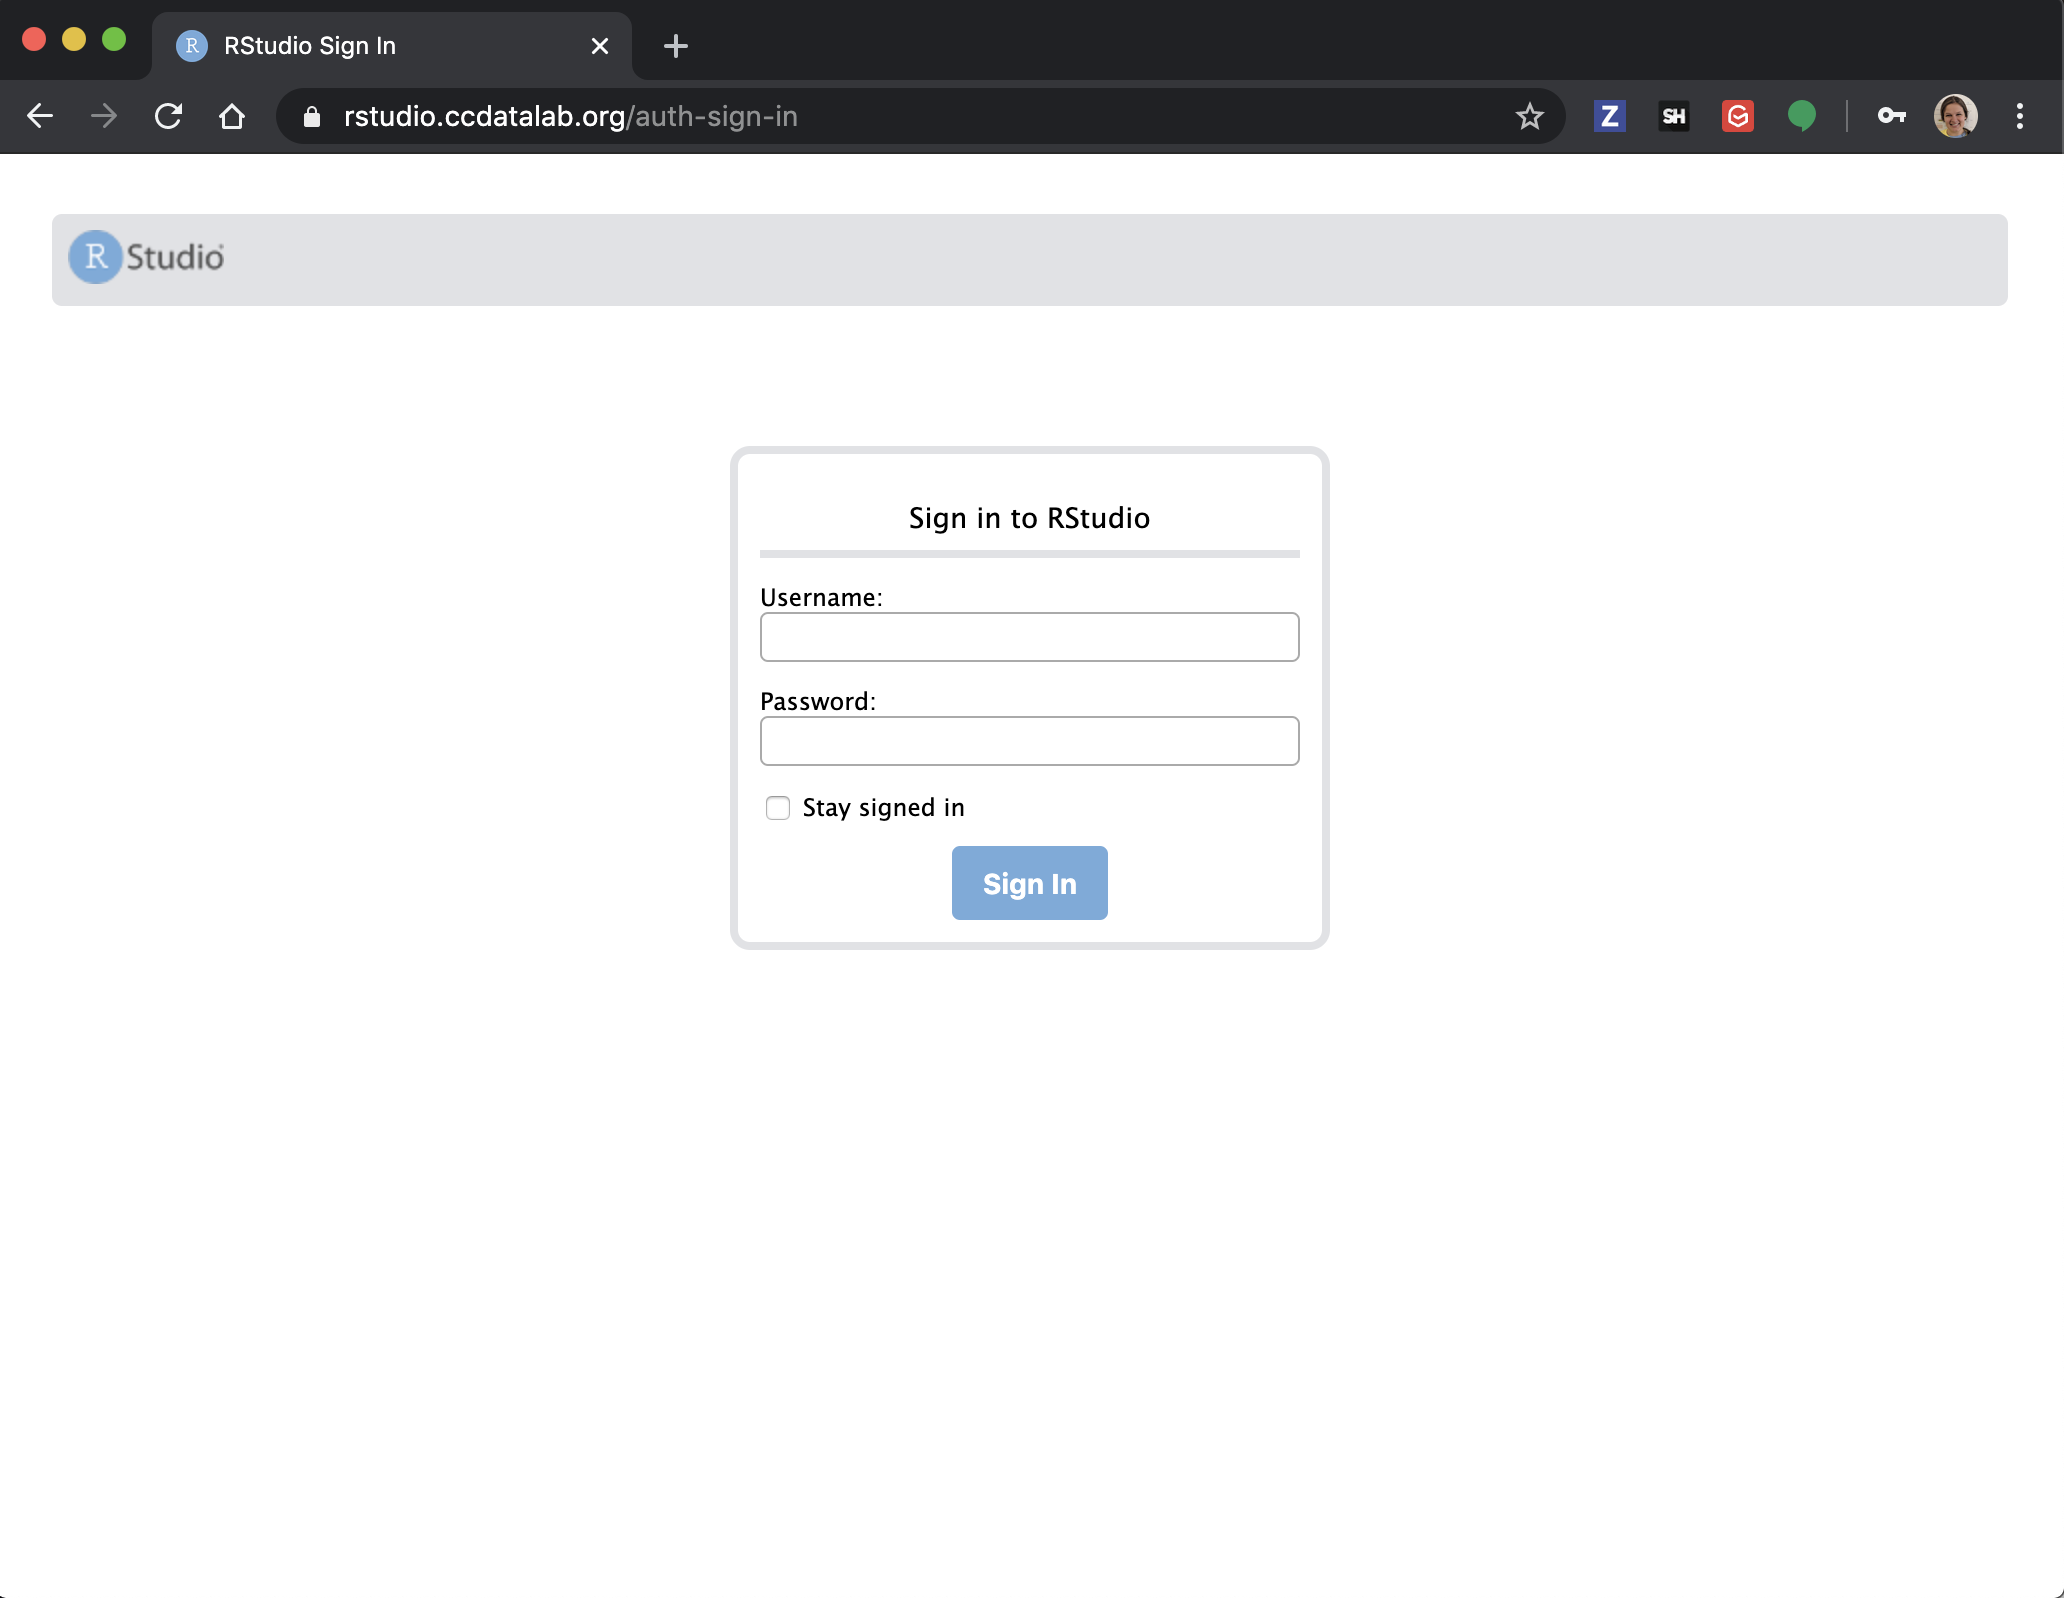 R RStudio Sign In
rstudio.ccdatalab.org/auth-sign-in
Z SH G
R Studio
Sign in to RStudio
Username:
Password:
Stay signed in
Sign In